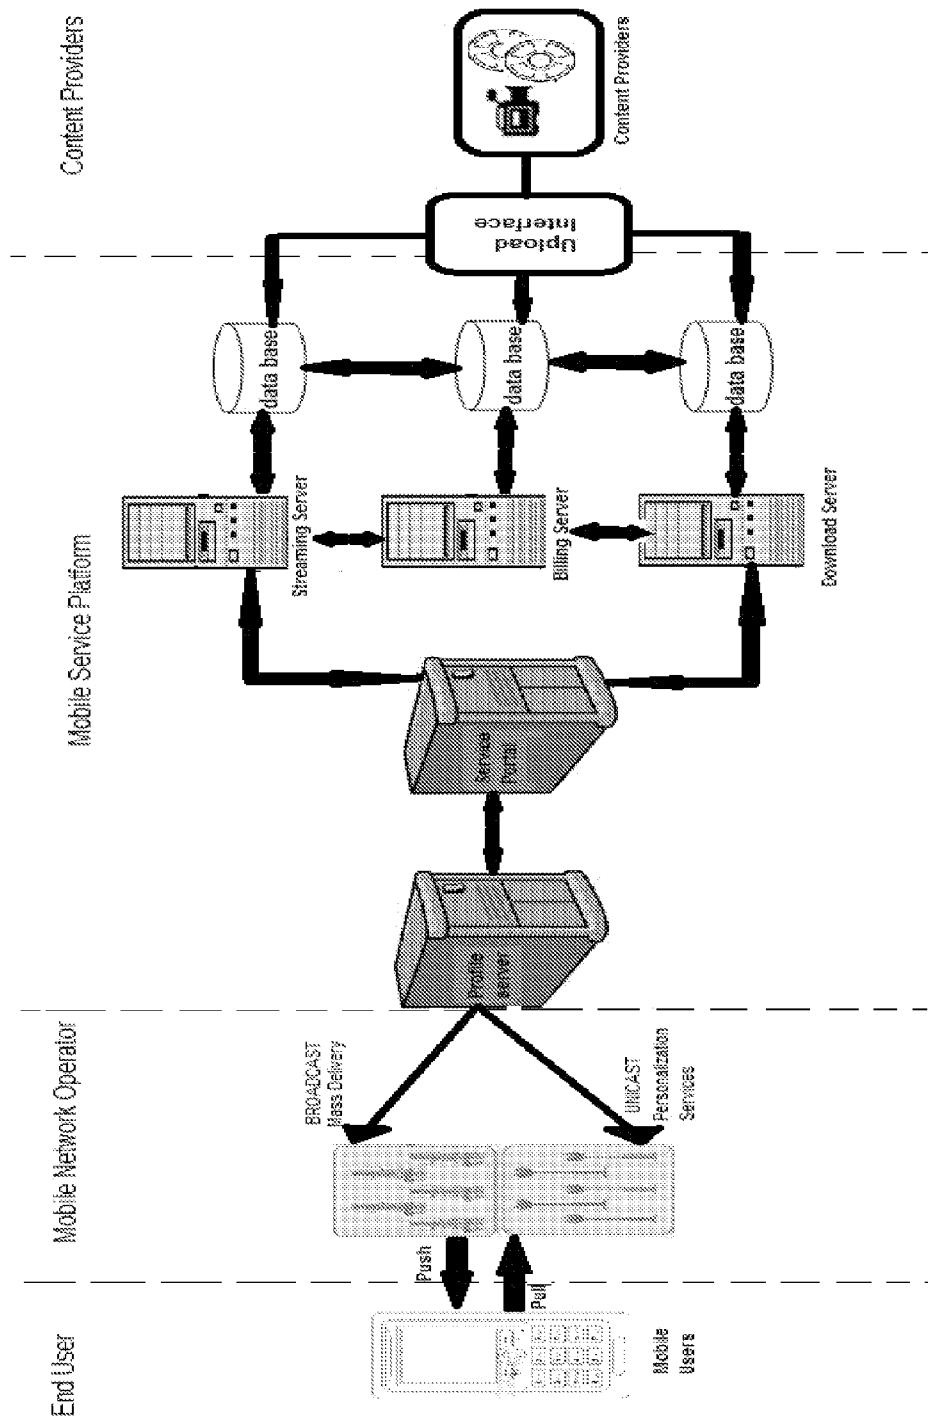 End User
Mobile Network Operator
Mobile Service Platform
Content Providers
Mobile
Users
Push
Pull
BROADCAST
Mass Delivery
UNICAST
Personalization
Services
Profile
server
Service
Portal
Streaming Server
Billing Server
Download Server
data base
data base
data base
Upload
Interface
Content Providers